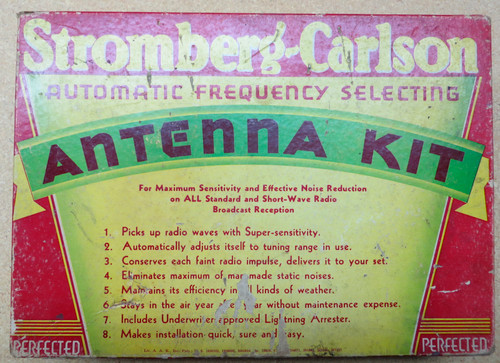 Stromberg-Carlson
AUTOMATIC FREQUENCY SELECTING
ANTENNA KIT
For Maximum Sensitivity and Effective Noise Reduction
on ALL Standard and Short-Wave Radio
Broadcast Reception
1. Picks up radio waves with Super-sensitivity.
2. Automatically adjusts itself to tuning range in use.
3. Conserves each faint radio impulse, delivers it to your set.
4. Eliminates maximum of man-made static noises.
5. Maintains its efficiency in all kinds of weather.
6. Stays in the air year after year without maintenance expense.
7. Includes Underwriter approved Lightning Arrester.
8. Makes installation quick, sure and easy.
PERFECTED PERFECTED